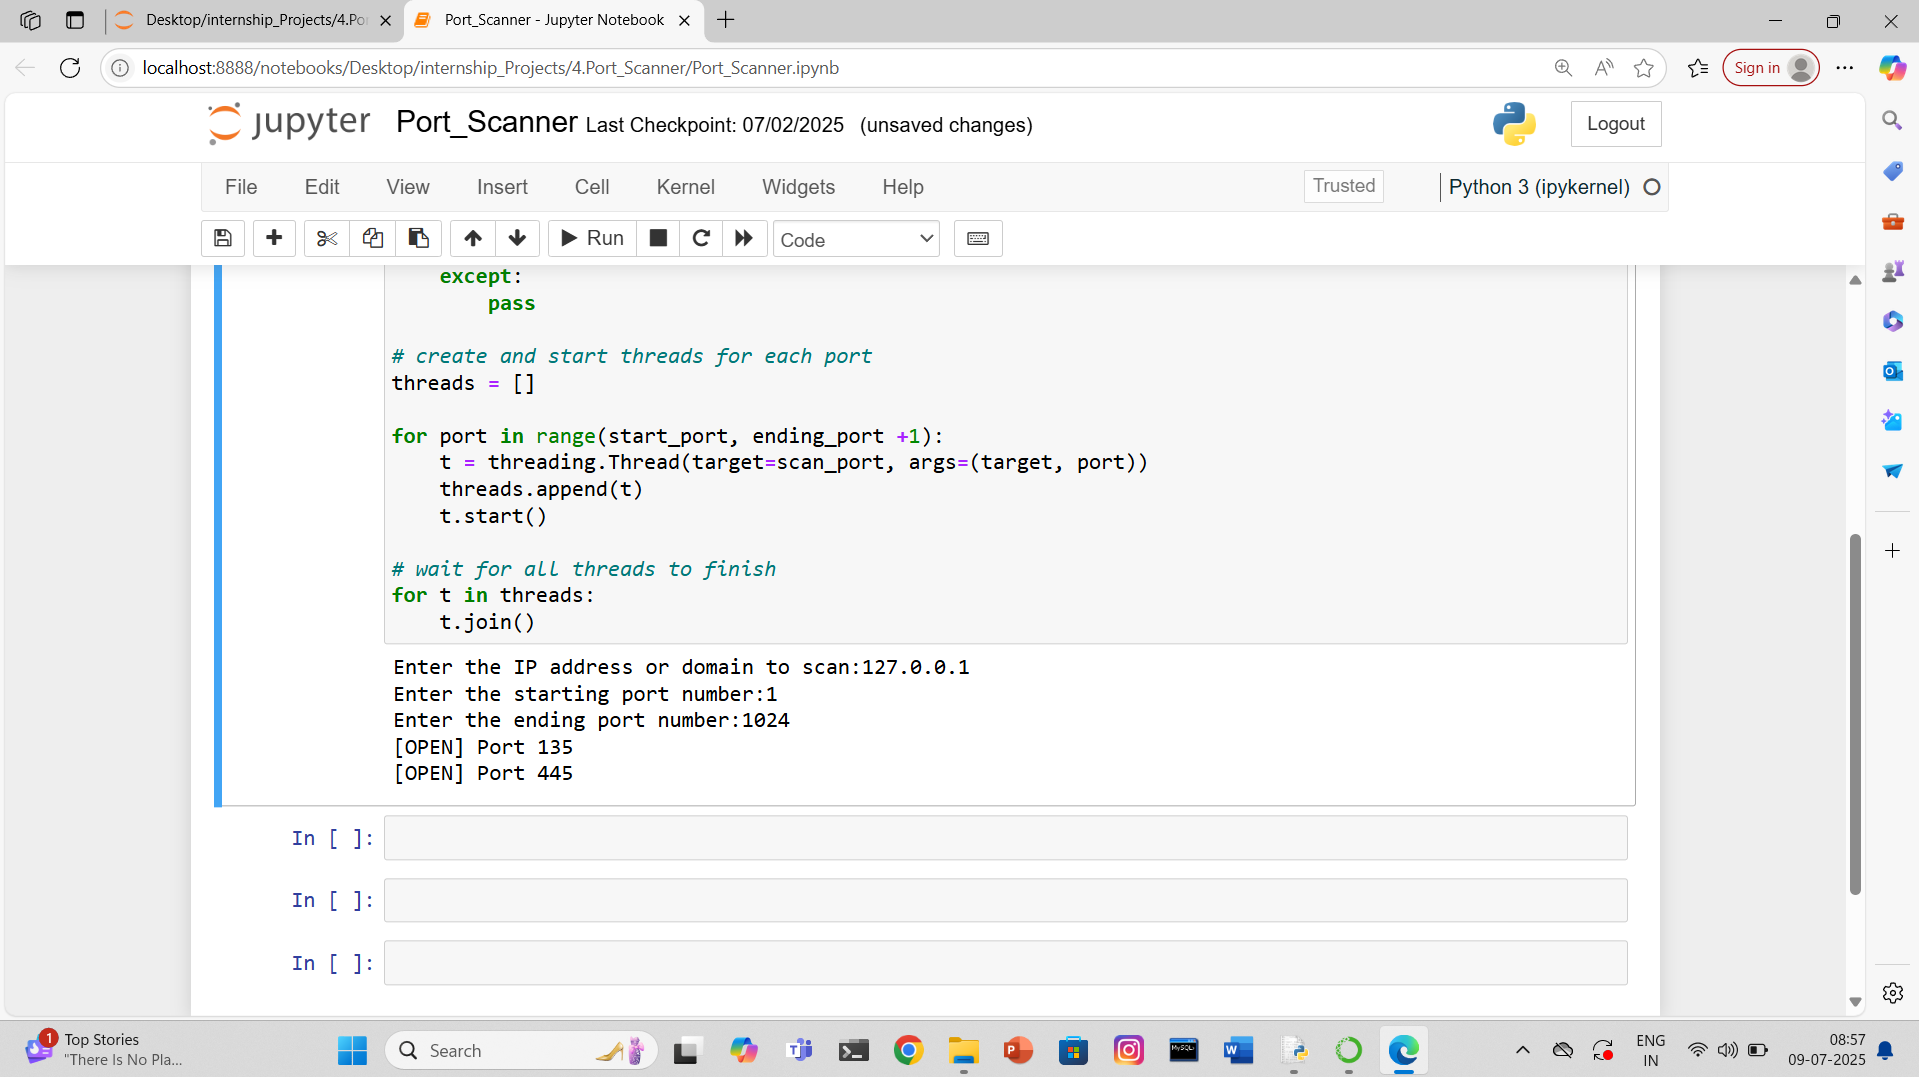 Desktop/internship_Projects/4.Po
Port_Scanner - Jupyter Notebook
localhost:8888/notebooks/Desktop/internship_Projects/4.Port_Scanner/Port_Scanner.ipynb
Sign in
jupyter Port_Scanner Last Checkpoint: 07/02/2025 (unsaved changes)
Logout
File Edit View Insert Cell Kernel Widgets Help
Trusted
Python 3 (ipykernel)
Run
Code
    except:
        pass
# create and start threads for each port
threads = []
for port in range(start_port, ending_port +1):
    t = threading.Thread(target=scan_port, args=(target, port))
    threads.append(t)
    t.start()
# wait for all threads to finish
for t in threads:
    t.join()
Enter the IP address or domain to scan:127.0.0.1
Enter the starting port number:1
Enter the ending port number:1024
[OPEN] Port 135
[OPEN] Port 445
In [ ]:
In [ ]:
In [ ]:
1
Top Stories
"There Is No Pla...
Search
MySQL
ENG
IN
08:57
09-07-2025